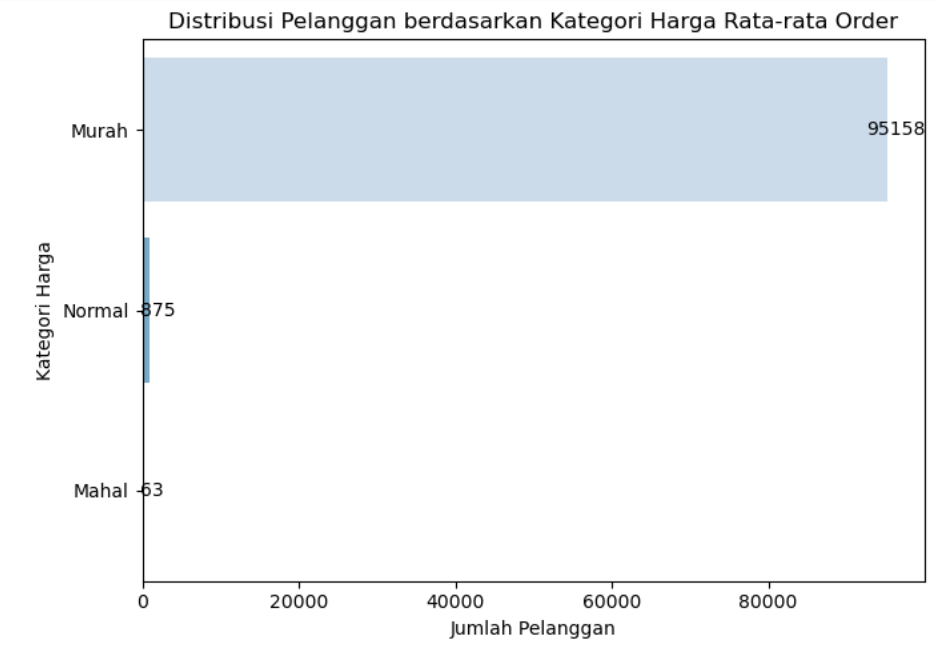 Distribusi Pelanggan berdasarkan Kategori Harga Rata-rata Order
Kategori Harga
Murah
95158
Normal
875
Mahal
63
0 20000 40000 60000 80000
Jumlah Pelanggan